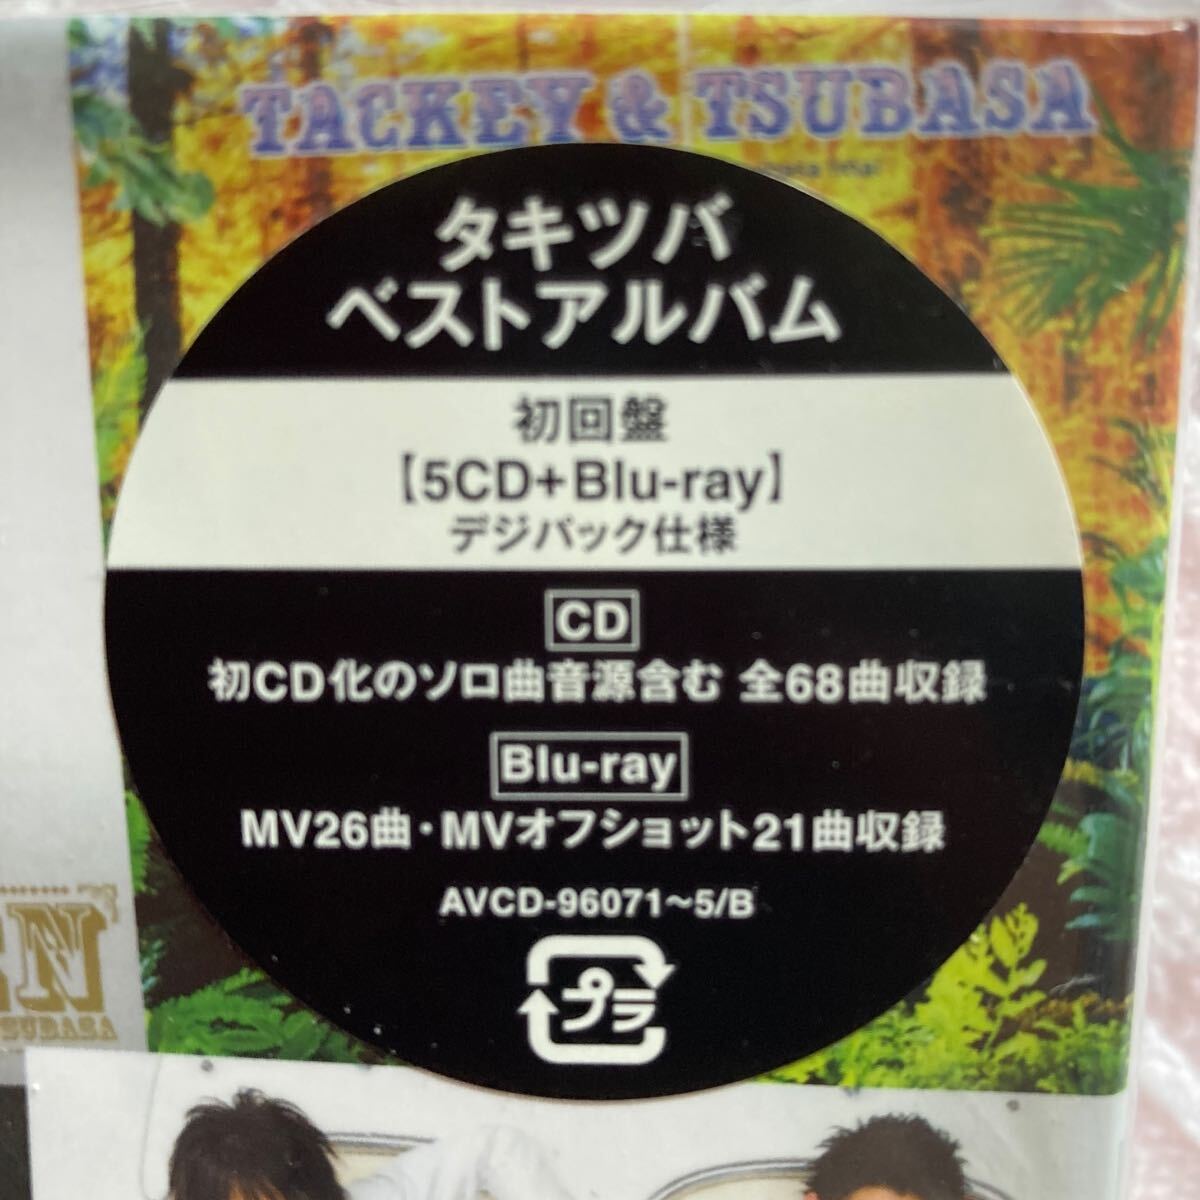 TACKEY & TSUBASA
タキツバ
ベストアルバム
初回盤
【5CD+Blu-ray】
デジパック仕様
CD
初CD化のソロ曲音源含む 全68曲収録
Blu-ray
MV26曲・MVオフショット21曲収録
AVCD-96071～5/B
プラ
EN
TSUBASA